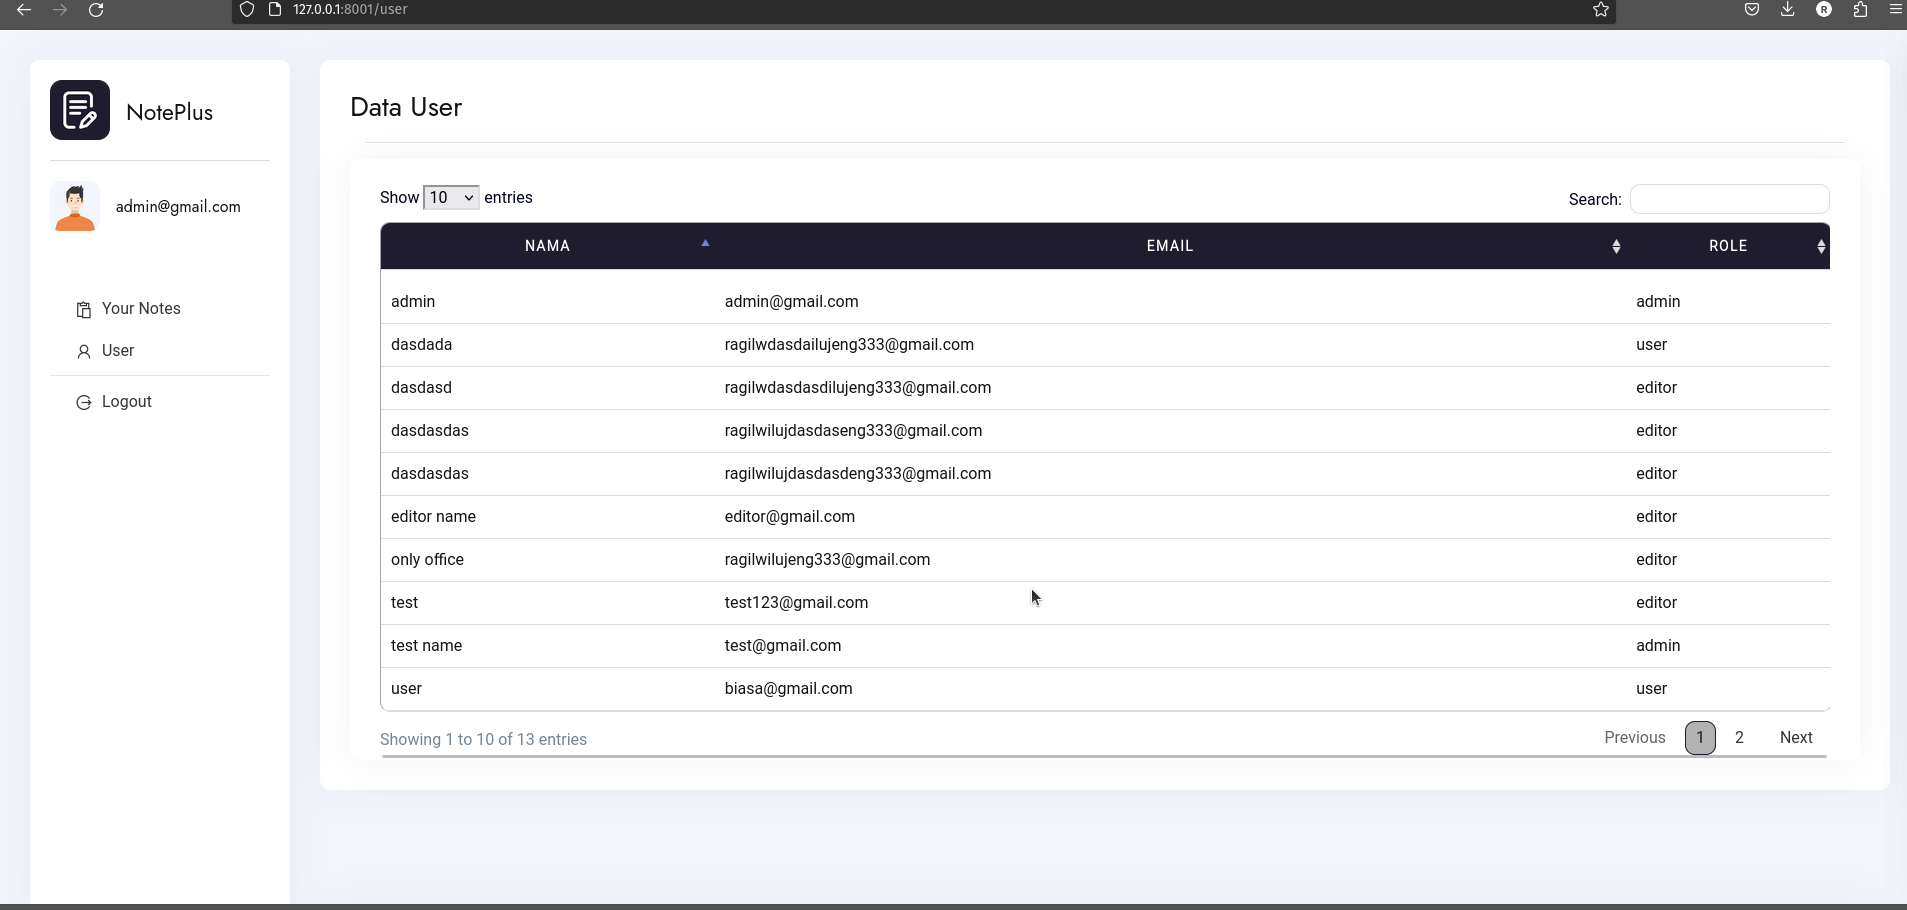 127.0.0.1:8001/user
R
NotePlus
admin@gmail.com
Your Notes
User
Logout
Data User
Show 10 entries
Search:
NAMA EMAIL ROLE
admin admin@gmail.com admin
dasdada ragilwdasdailujeng333@gmail.com user
dasdasd ragilwdasdasdilujeng333@gmail.com editor
dasdasdas ragilwilujdasdaseng333@gmail.com editor
dasdasdas ragilwilujdasdasdeng333@gmail.com editor
editor name editor@gmail.com editor
only office ragilwilujeng333@gmail.com editor
test test123@gmail.com editor
test name test@gmail.com admin
user biasa@gmail.com user
Showing 1 to 10 of 13 entries
Previous 1 2 Next